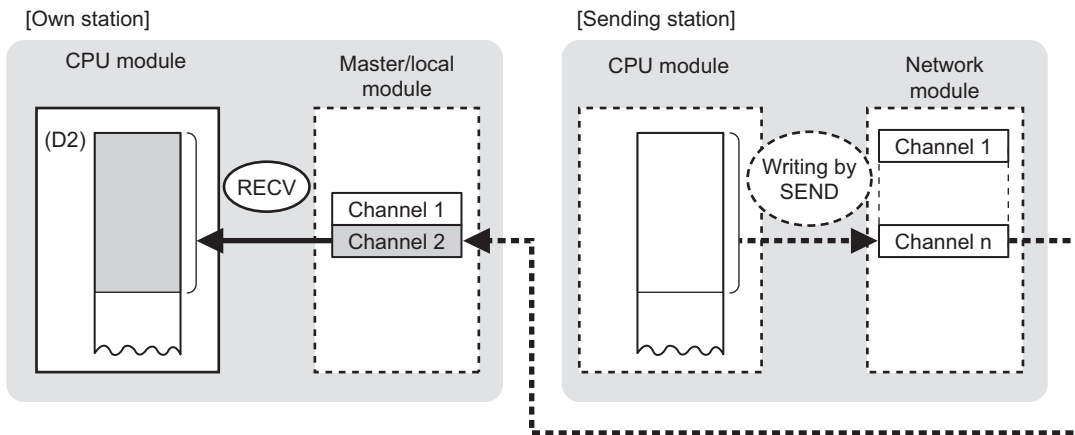 [Own station]
CPU module
Master/local
module
(D2)
RECV
Channel 1
Channel 2
[Sending station]
CPU module
Network
module
Writing by
SEND
Channel 1
Channel n